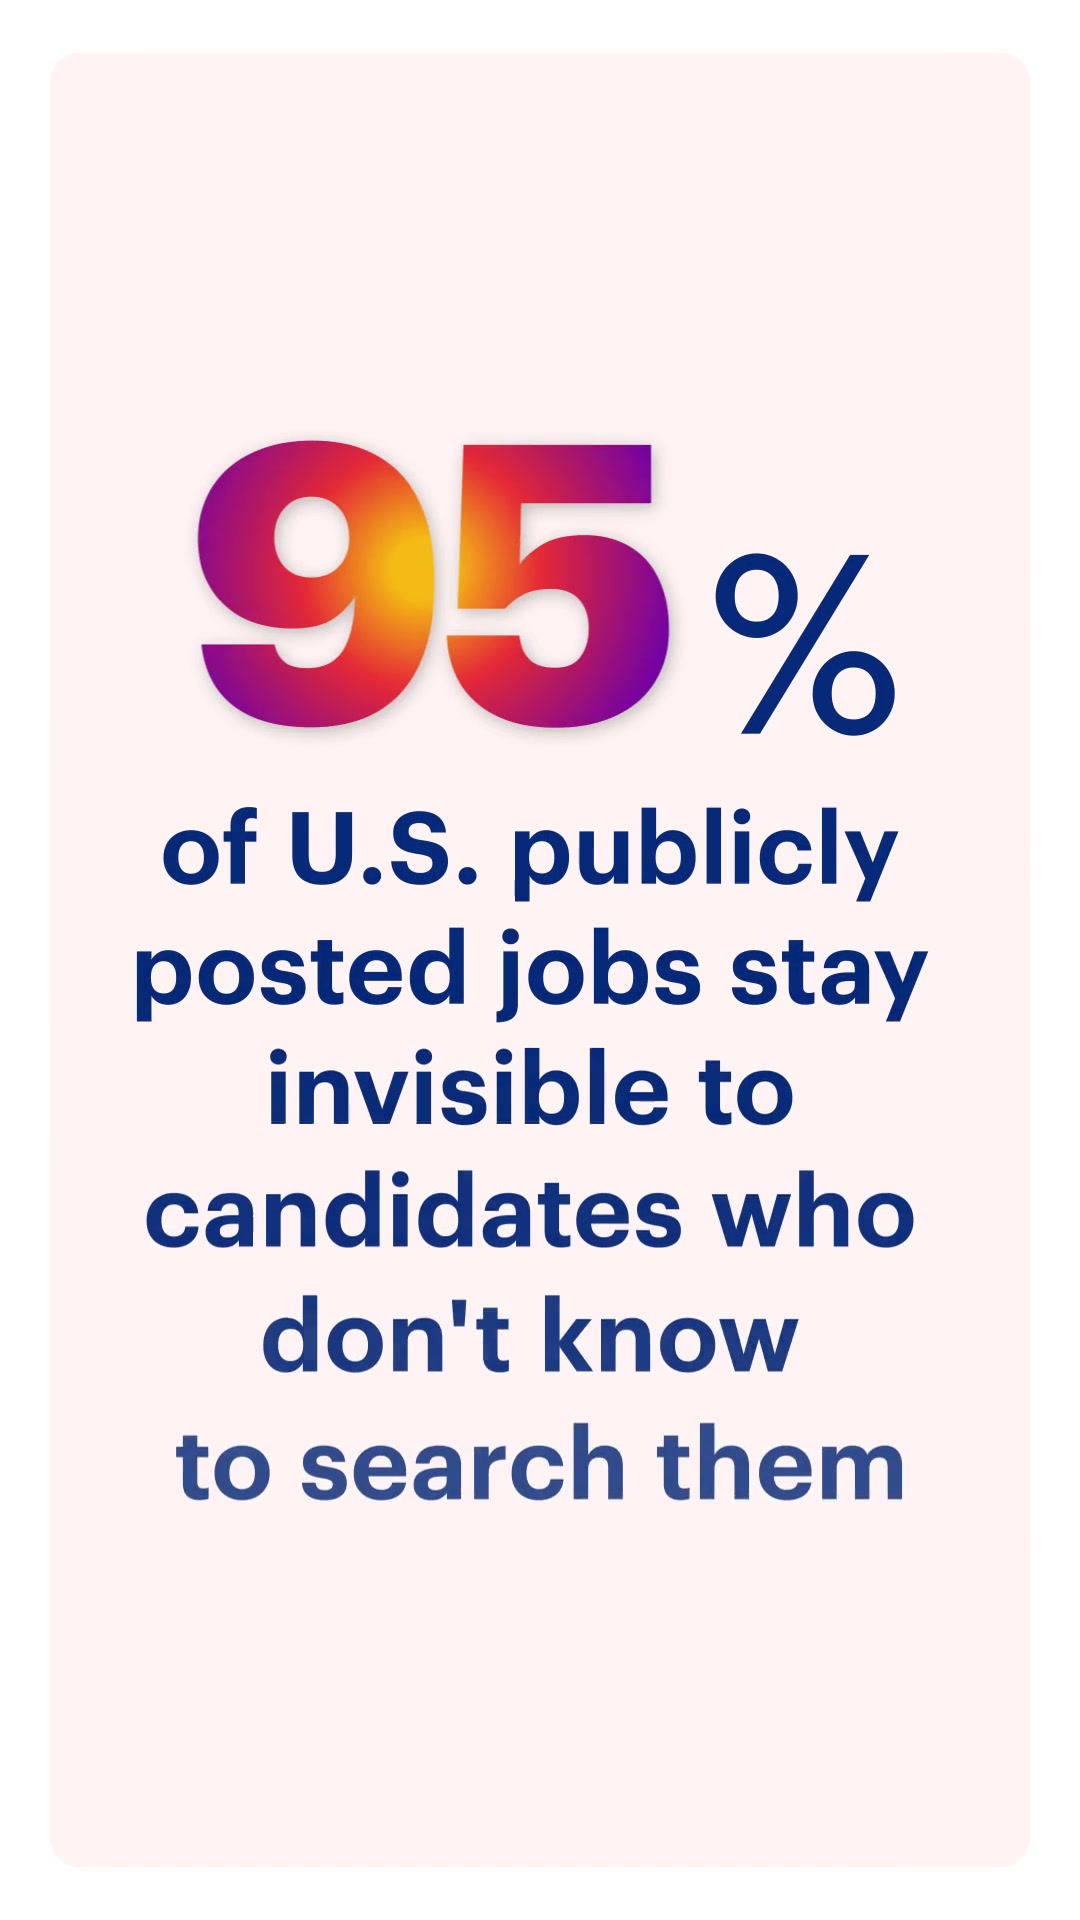 95 %
of U.S. publicly
posted jobs stay
invisible to
candidates who
don't know
to search them